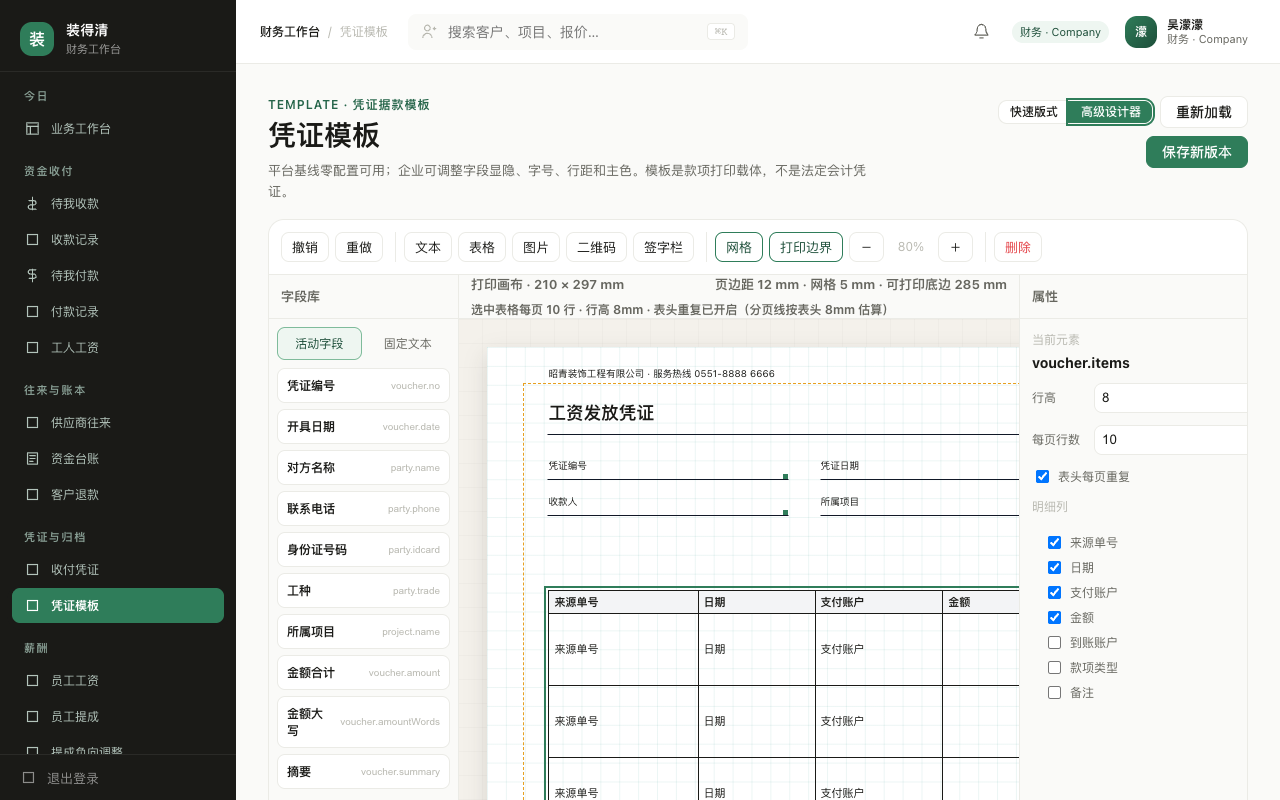 装 装得清
财务工作台
今日
业务工作台
资金收付
待我收款
收款记录
待我付款
付款记录
工人工资
往来与账本
供应商往来
资金台账
客户退款
凭证与归档
收付凭证
凭证模板
薪酬
员工工资
员工提成
提成负向调整
退出登录
财务工作台 / 凭证模板
搜索客户、项目、报价... ⌘K
财务 · Company
濛 吴濛濛
财务 · Company
TEMPLATE · 凭证据款模板
凭证模板
平台基线零配置可用；企业可调整字段显隐、字号、行距和主色。模板是款项打印载体，不是法定会计凭
证。
快速版式 高级设计器 重新加载
保存新版本
撤销 重做 文本 表格 图片 二维码 签字栏 网格 打印边界 − 80% + 删除
字段库
活动字段 固定文本
凭证编号 voucher.no
开具日期 voucher.date
对方名称 party.name
联系电话 party.phone
身份证号码 party.idcard
工种 party.trade
所属项目 project.name
金额合计 voucher.amount
金额大
写 voucher.amountWords
摘要 voucher.summary
打印画布 · 210 × 297 mm 页边距 12 mm · 网格 5 mm · 可打印底边 285 mm
选中表格每页 10 行 · 行高 8mm · 表头重复已开启（分页线按表头 8mm 估算）
昭青装饰工程有限公司 · 服务热线 0551-8888 6666
工资发放凭证
凭证编号 凭证日期
收款人 所属项目
来源单号 日期 支付账户 金额
来源单号 日期 支付账户
来源单号 日期 支付账户
来源单号 日期 支付账户
属性
当前元素
voucher.items
行高 8
每页行数 10
表头每页重复
明细列
来源单号
日期
支付账户
金额
到账账户
款项类型
备注